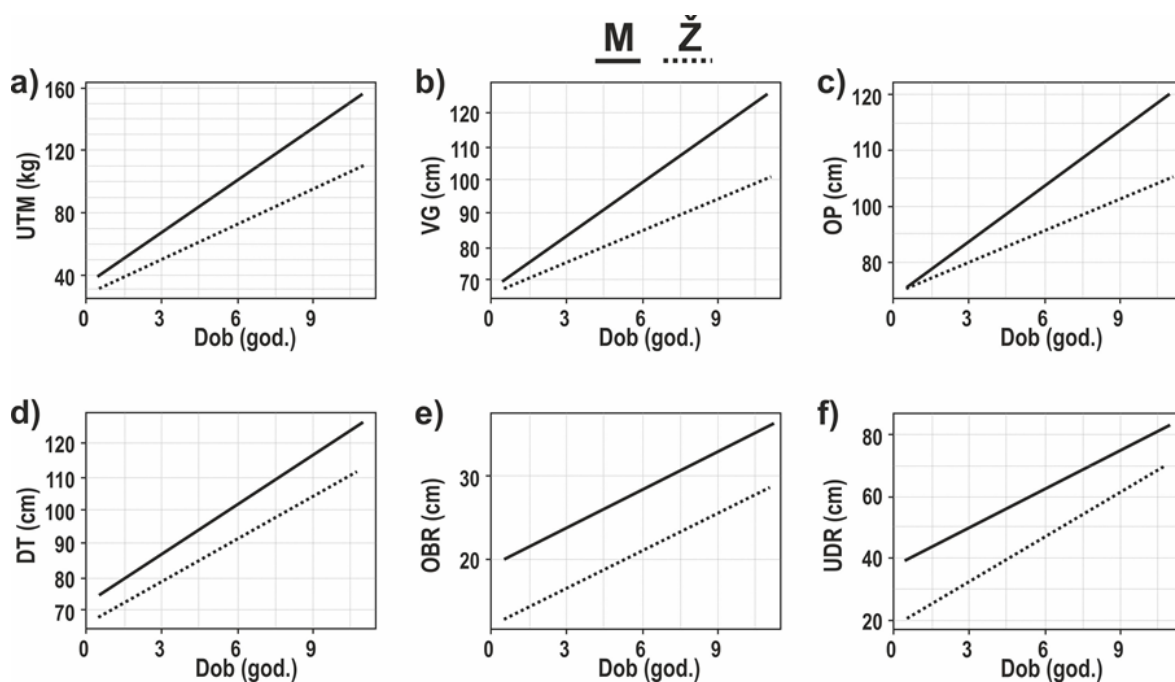 M Ž
a)
160
120
80
40
UTM (kg)
0 3 6 9
Dob (god.)
b)
120
110
100
90
80
70
VG (cm)
0 3 6 9
Dob (god.)
c)
120
110
100
80
OP (cm)
0 3 6 9
Dob (god.)
d)
120
110
100
90
80
70
DT (cm)
0 3 6 9
Dob (god.)
e)
30
20
OBR (cm)
0 3 6 9
Dob (god.)
f)
80
60
40
20
UDR (cm)
0 3 6 9
Dob (god.)